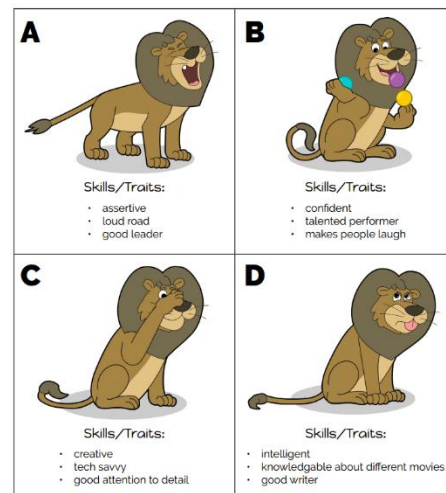 A
Skills/Traits:
• assertive
• loud road
• good leader
B
Skills/Traits:
• confident
• talented performer
• makes people laugh
C
Skills/Traits:
• creative
• tech savvy
• good attention to detail
D
Skills/Traits:
• intelligent
• knowledgable about different movies
• good writer